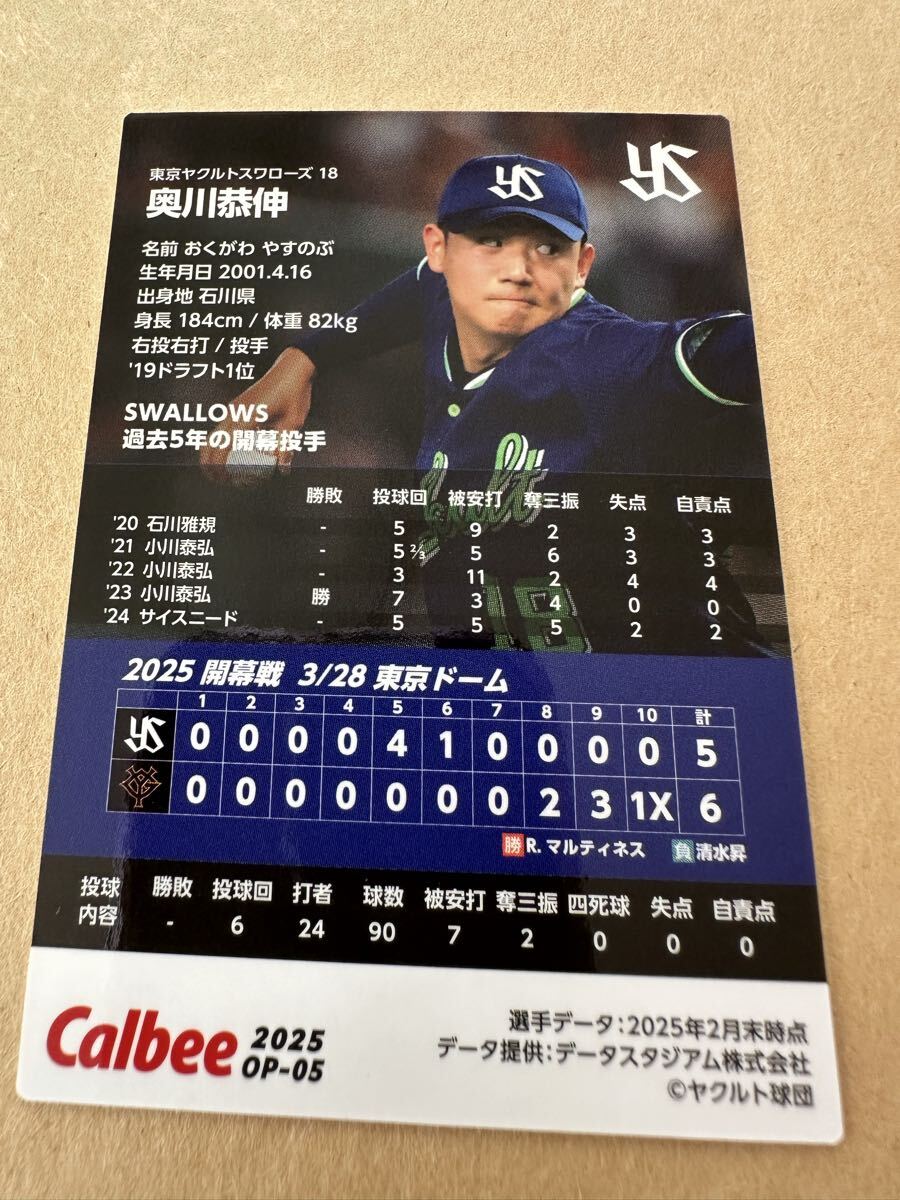 YS
YS
東京ヤクルトスワローズ 18
奥川恭伸
名前 おくがわ やすのぶ
生年月日 2001.4.16
出身地 石川県
身長 184cm / 体重 82kg
右投右打 / 投手
'19ドラフト1位
SWALLOWS
過去5年の開幕投手
勝敗 投球回 被安打 奪三振 失点 自責点
'20 石川雅規 - 5 9 2 3 3
'21 小川泰弘 - 5 2/3 5 6 3 3
'22 小川泰弘 - 3 11 2 4 4
'23 小川泰弘 勝 7 3 4 0 0
'24 サイスニード - 5 5 5 2 2
18
2025 開幕戦 3/28 東京ドーム
1 2 3 4 5 6 7 8 9 10 計
YS 0 0 0 0 4 1 0 0 0 0 5
0 0 0 0 0 0 0 2 3 1X 6
勝 R. マルティネス 負 清水昇
投球内容 勝敗 投球回 打者 球数 被安打 奪三振 四死球 失点 自責点
- 6 24 90 7 2 0 0 0
Calbee 2025
OP-05
選手データ:2025年2月末時点
データ提供:データスタジアム株式会社
©ヤクルト球団